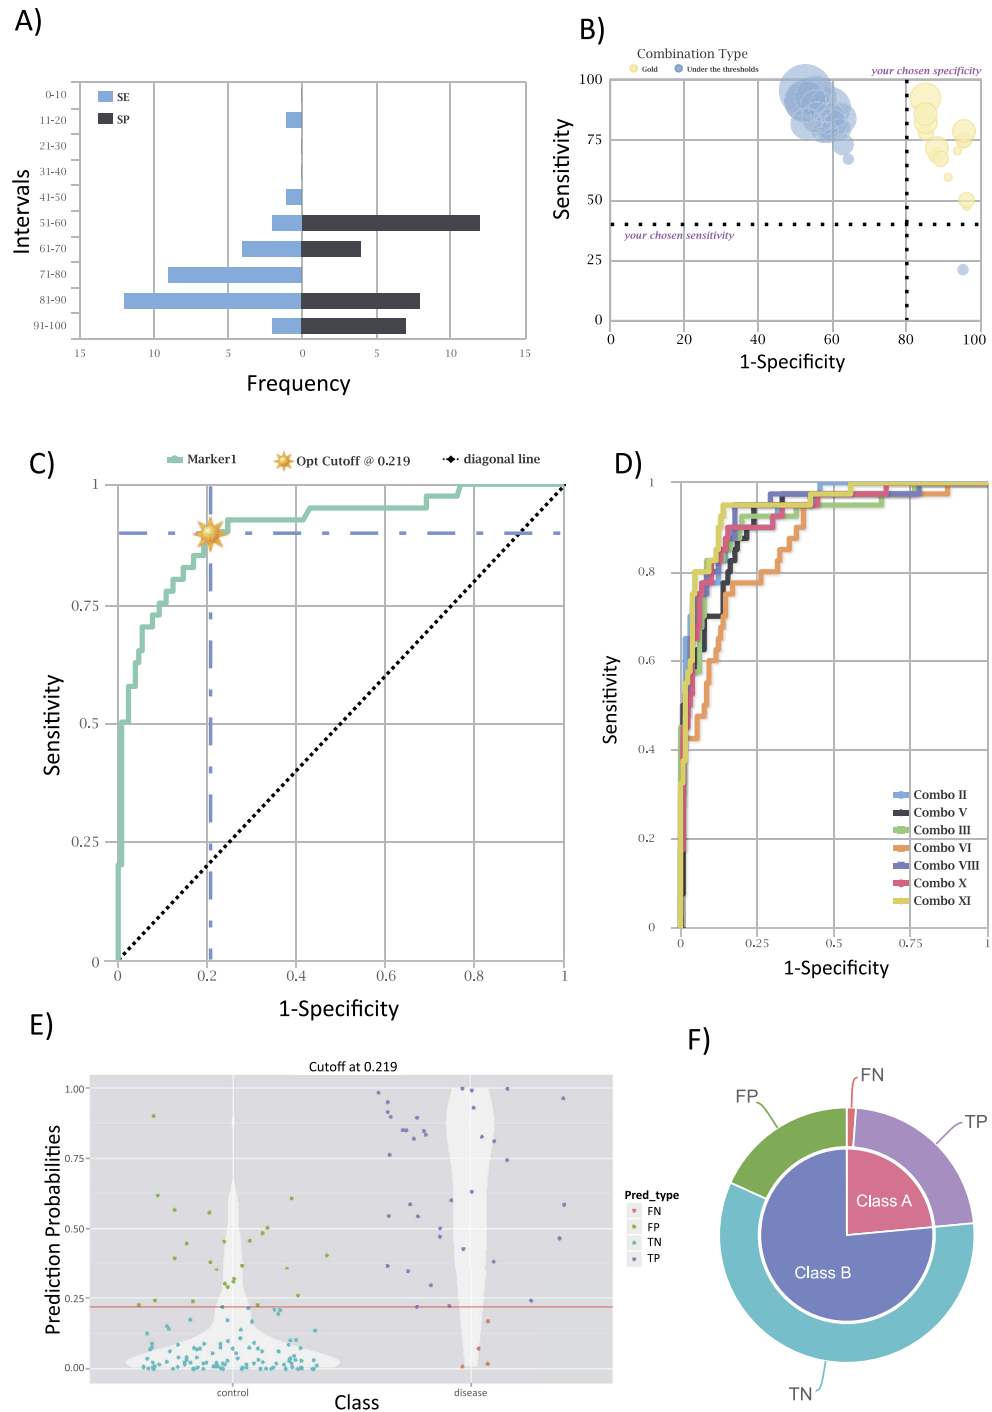 A)
SE
SP
Intervals
0-10
11-20
21-30
31-40
41-50
51-60
61-70
71-80
81-90
91-100
15 10 5 0 5 10 15
Frequency
B)
Combination Type
Gold Under the thresholds
your chosen specificity
Sensitivity
100
75
50
25
0
your chosen sensitivity
0 20 40 60 80 100
1-Specificity
C)
Marker1 Opt Cutoff @ 0.219 diagonal line
Sensitivity
1
0.75
0.5
0.25
0
0 0.2 0.4 0.6 0.8 1
1-Specificity
D)
Sensitivity
1
0.8
0.6
0.4
0.2
0
Combo II
Combo V
Combo III
Combo VI
Combo VIII
Combo X
Combo XI
0 0.25 0.5 0.75 1
1-Specificity
E)
Cutoff at 0.219
Prediction Probabilities
1.00
0.75
0.50
0.25
0.00
control disease
Class
Pred_type
FN
FP
TN
TP
F)
FN
FP
TP
Class A
Class B
TN